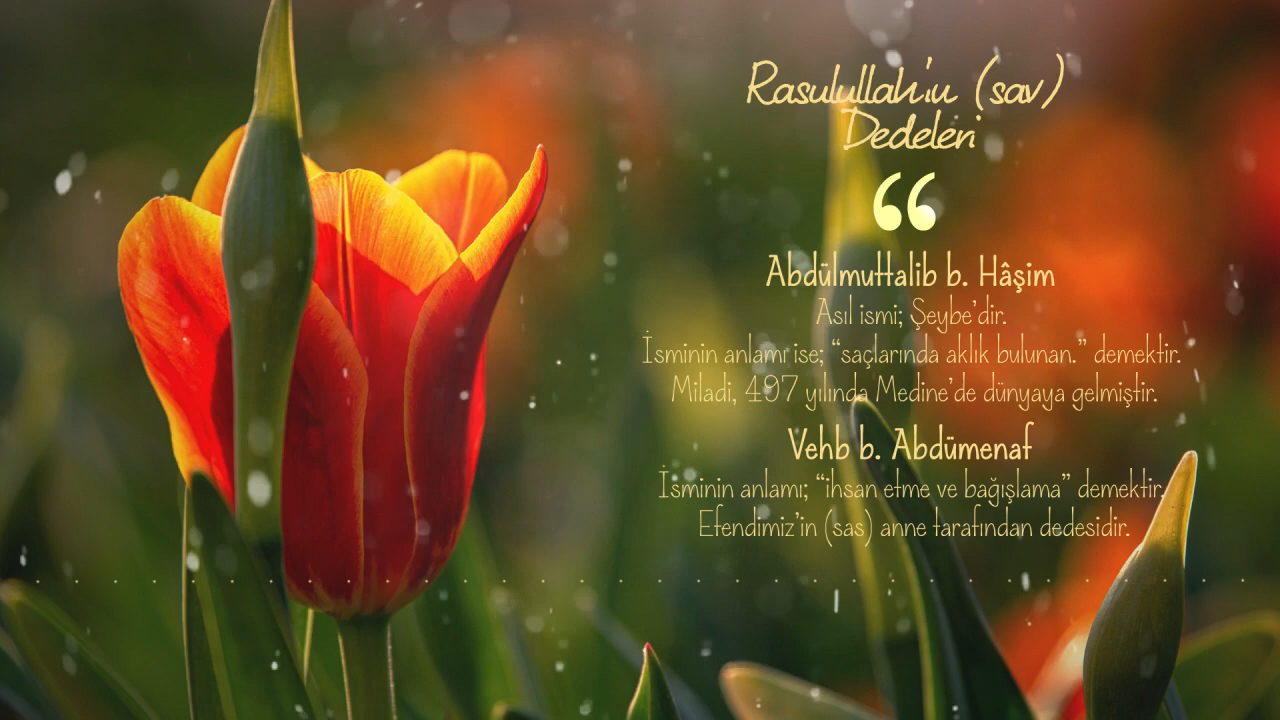 Rasulullah'ın (sav)
Dedeleri
“
Abdülmuttalib b. Hâşim
Asıl ismi; Şeybe'dir.
İsminin anlamı ise; “saçlarında aklık bulunan.” demektir.
Miladi, 497 yılında Medine'de dünyaya gelmiştir.
Vehb b. Abdümenaf
İsminin anlamı; “ihsan etme ve bağışlama” demektir.
Efendimiz'in (sas) anne tarafından dedesidir.